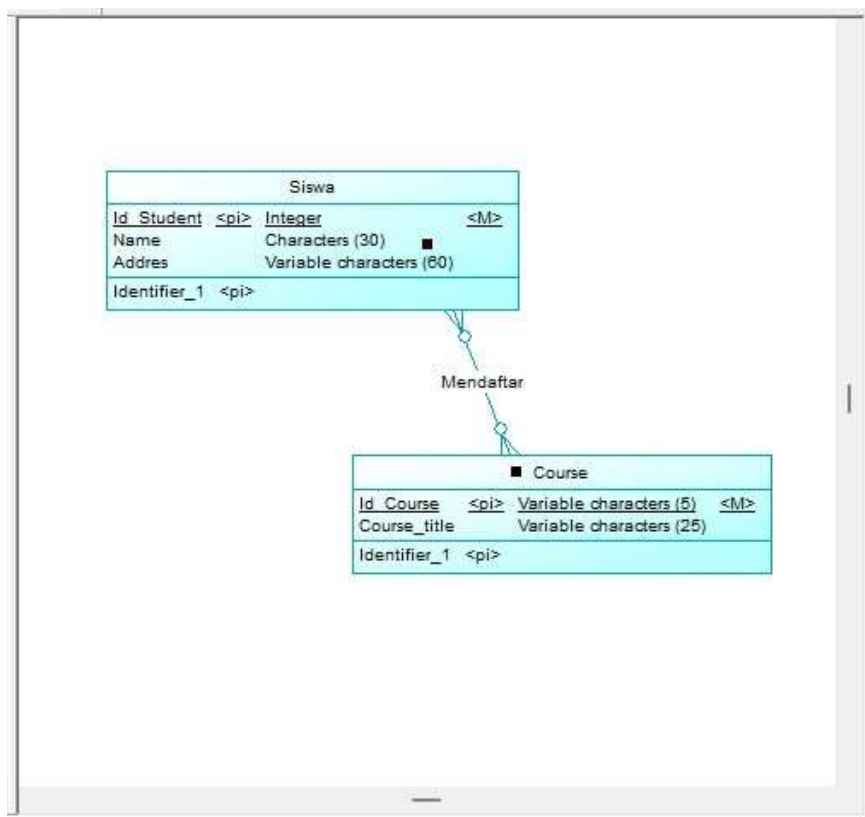 Siswa
Id_Student <pi> Integer <M>
Name Characters (30)
Addres Variable characters (60)
Identifier_1 <pi>
Mendaftar
Course
Id_Course <pi> Variable characters (5) <M>
Course_title Variable characters (25)
Identifier_1 <pi>